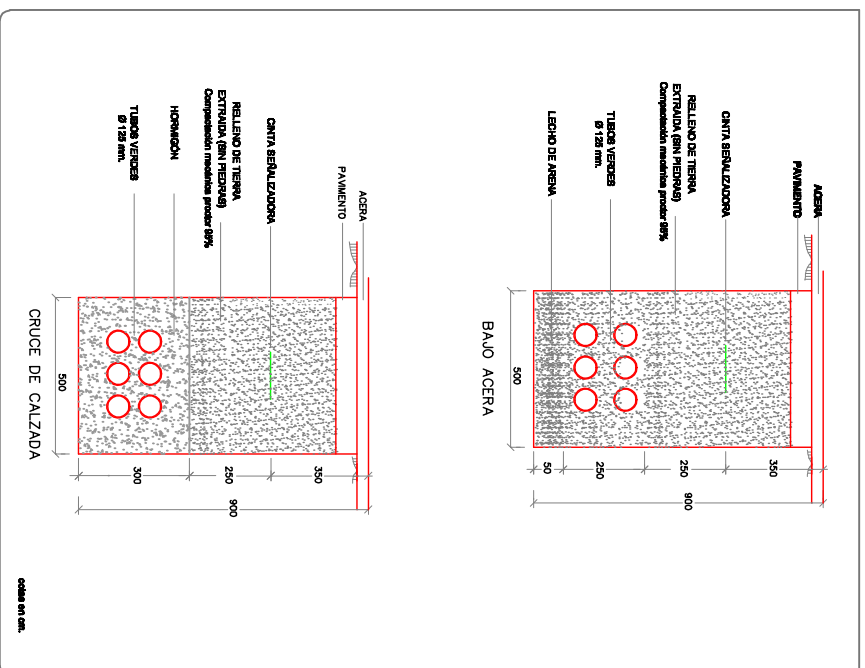 ACERA
PAVIMENTO
CINTA SEÑALIZADORA
RELLENO DE TIERRA
EXTRAIDA (SIN PIEDRAS)
Compactación mecánica proctor 95%
TUBOS VERDES
Ø 125 mm.
LECHO DE ARENA
350
250
250
50
900
500
BAJO ACERA
ACERA
PAVIMENTO
CINTA SEÑALIZADORA
RELLENO DE TIERRA
EXTRAIDA (SIN PIEDRAS)
Compactación mecánica proctor 95%
HORMIGÓN
TUBOS VERDES
Ø 125 mm.
350
250
300
900
500
CRUCE DE CALZADA
cotas en cm.